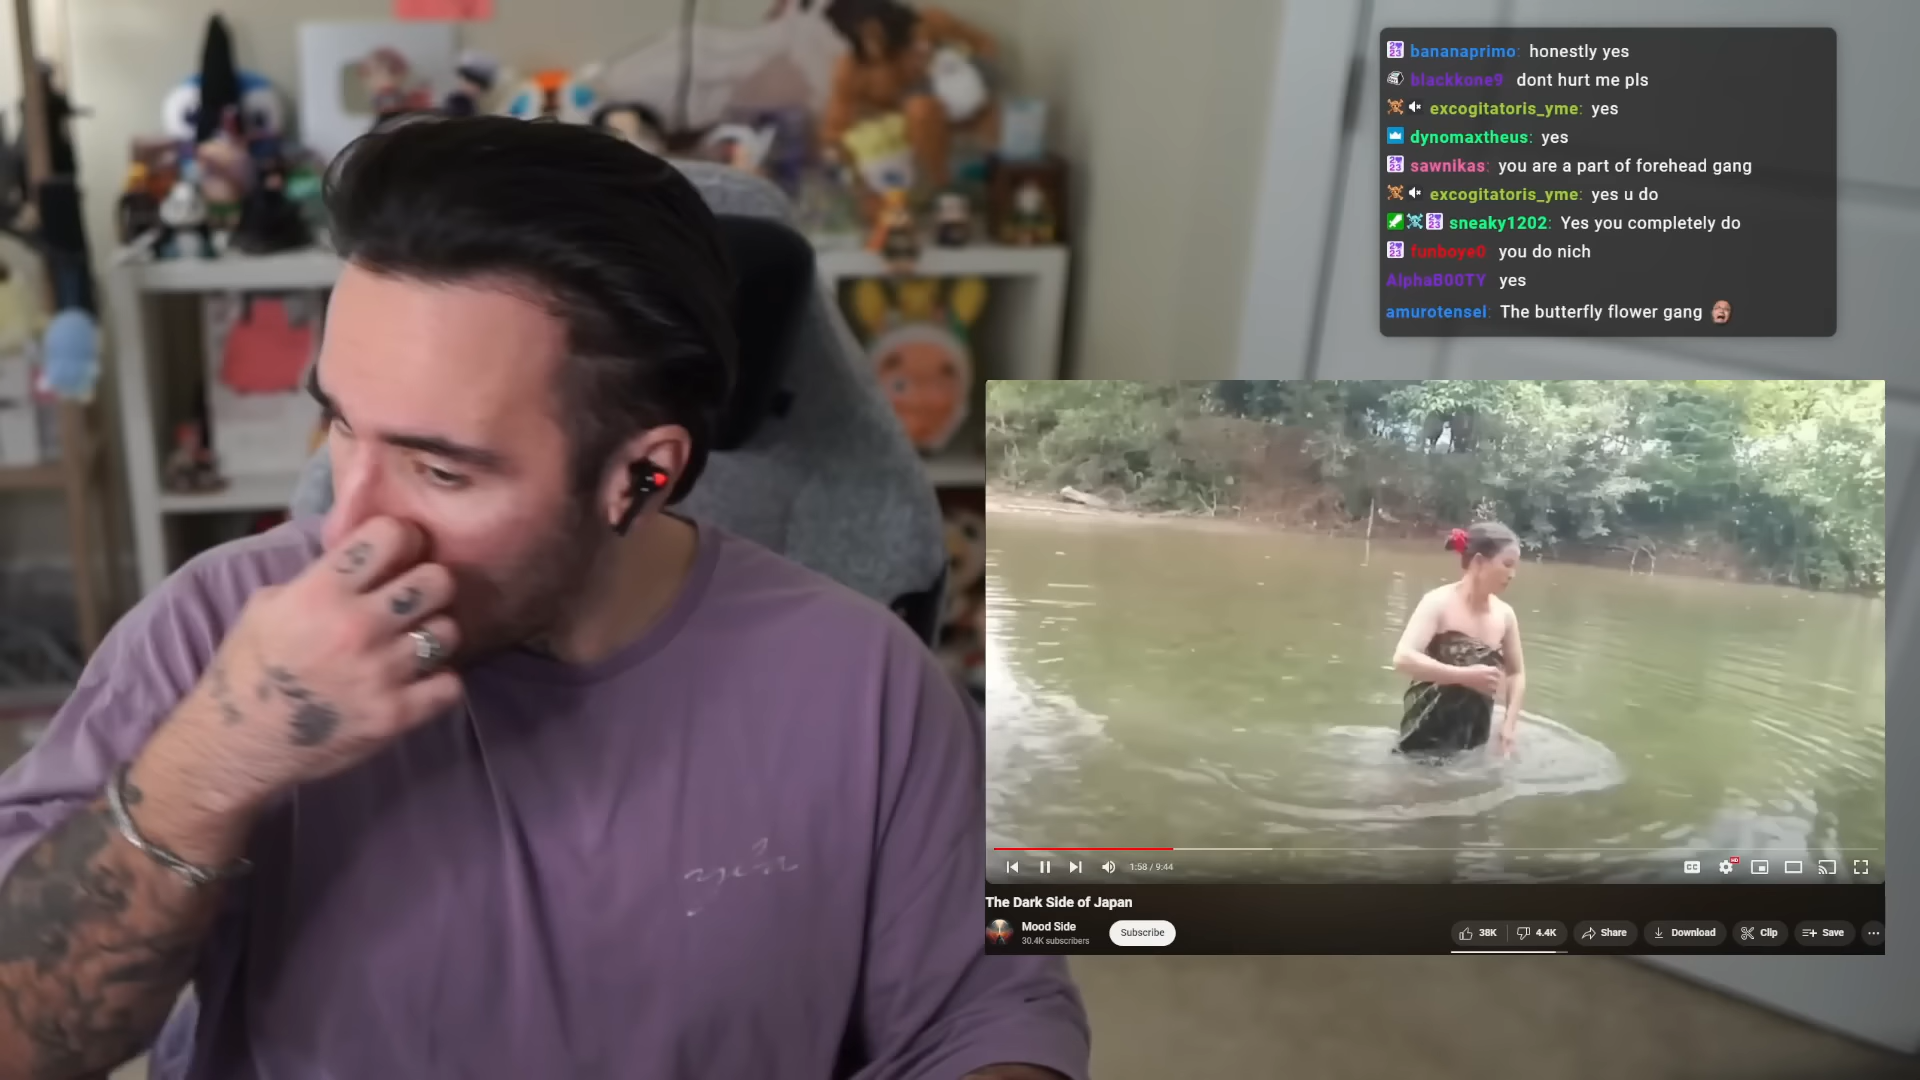 bananaprimo: honestly yes
blackkone9 dont hurt me pls
excogitatoris_yme: yes
dynomaxtheus: yes
sawnikas: you are a part of forehead gang
excogitatoris_yme: yes u do
sneaky1202: Yes you completely do
funboye0 you do nich
AlphaB00TY yes
amurotensei: The butterfly flower gang
1:58 / 9:44
CC
HD
The Dark Side of Japan
Mood Side
30.4K subscribers
Subscribe
38K
4.4K
Share
Download
Clip
Save